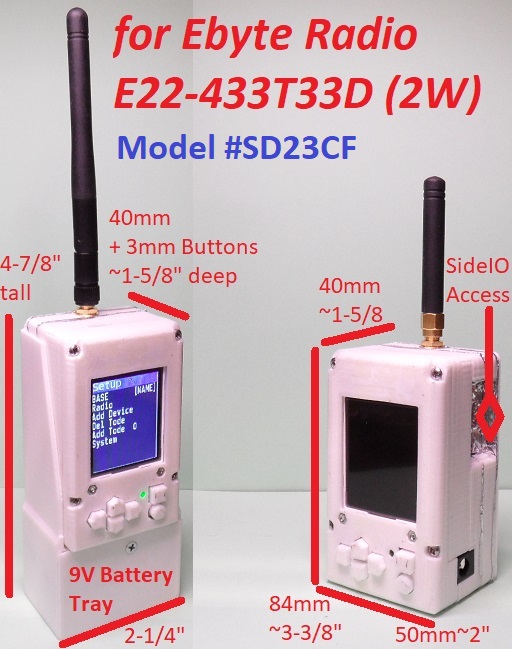 for Ebyte Radio
E22-433T33D (2W)
Model #SD23CF
40mm
+ 3mm Buttons
~1-5/8" deep
4-7/8"
tall
40mm
~1-5/8
SideIO
Access
Setup
BASE [NAME]
Radio
Add Device
Del Tode
Add Tode 0
System
9V Battery
Tray
2-1/4"
84mm
~3-3/8"
50mm~2"